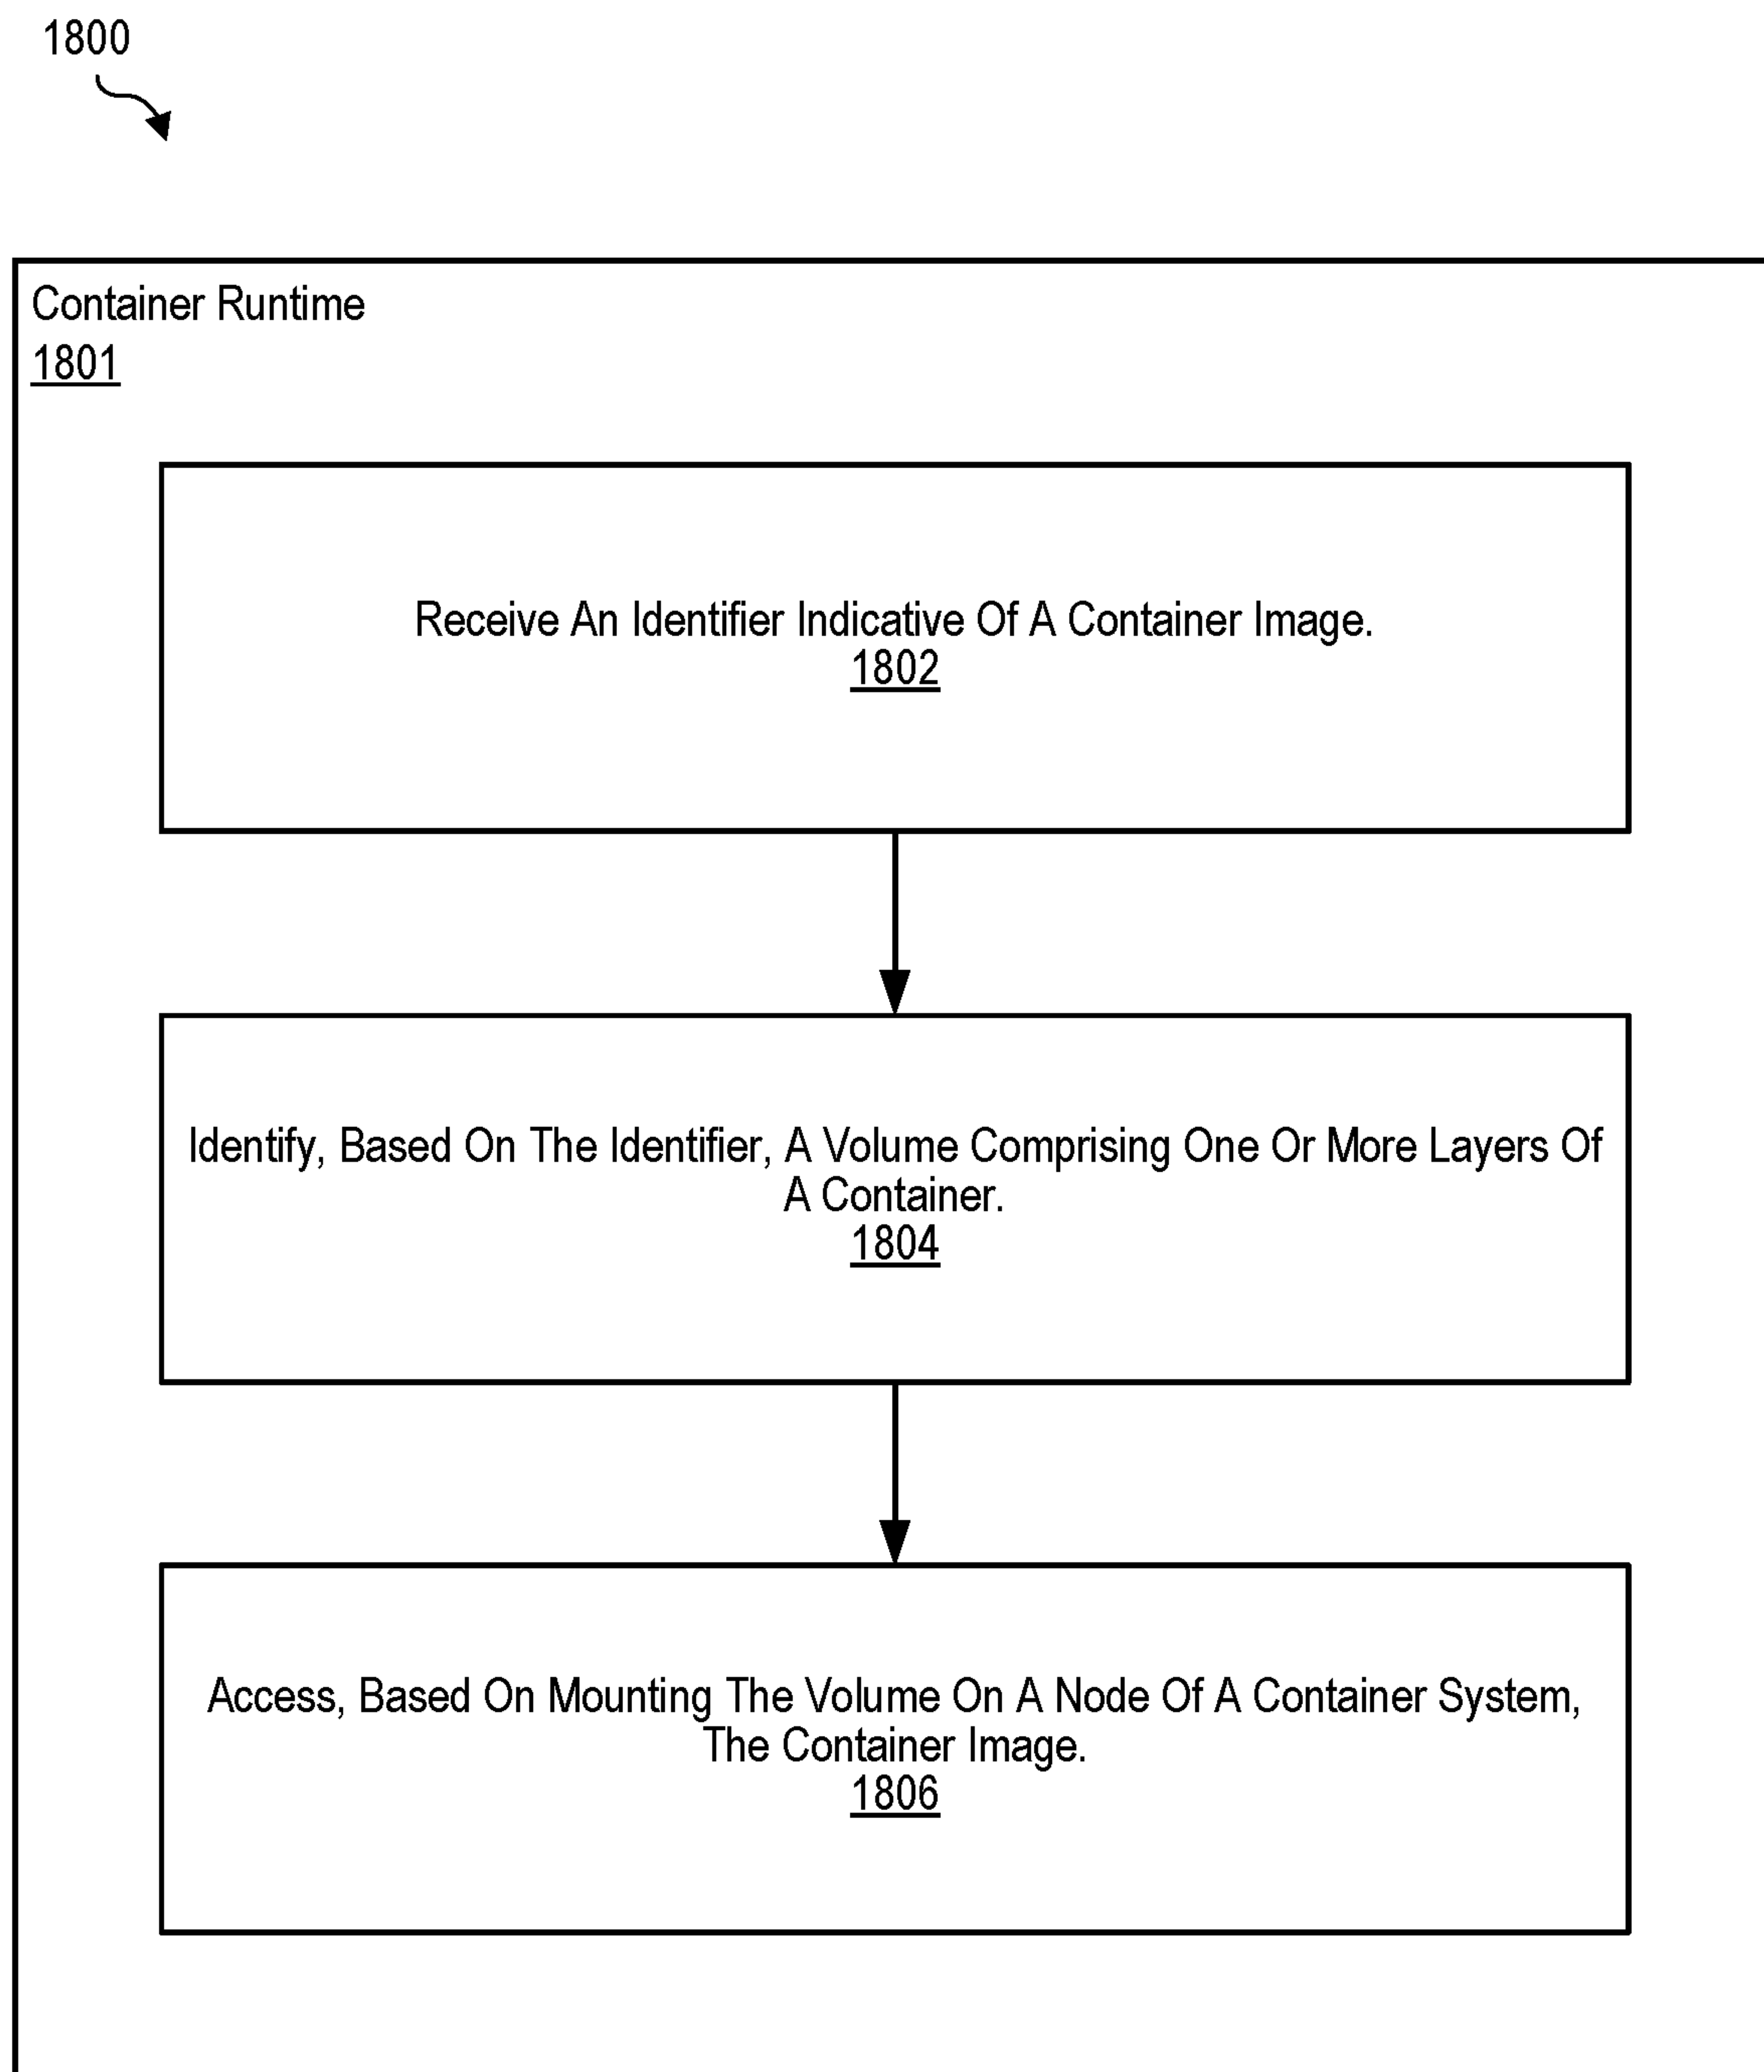 1800
Container Runtime
1801
Receive An Identifier Indicative Of A Container Image.
1802
Identify, Based On The Identifier, A Volume Comprising One Or More Layers Of
A Container.
1804
Access, Based On Mounting The Volume On A Node Of A Container System,
The Container Image.
1806